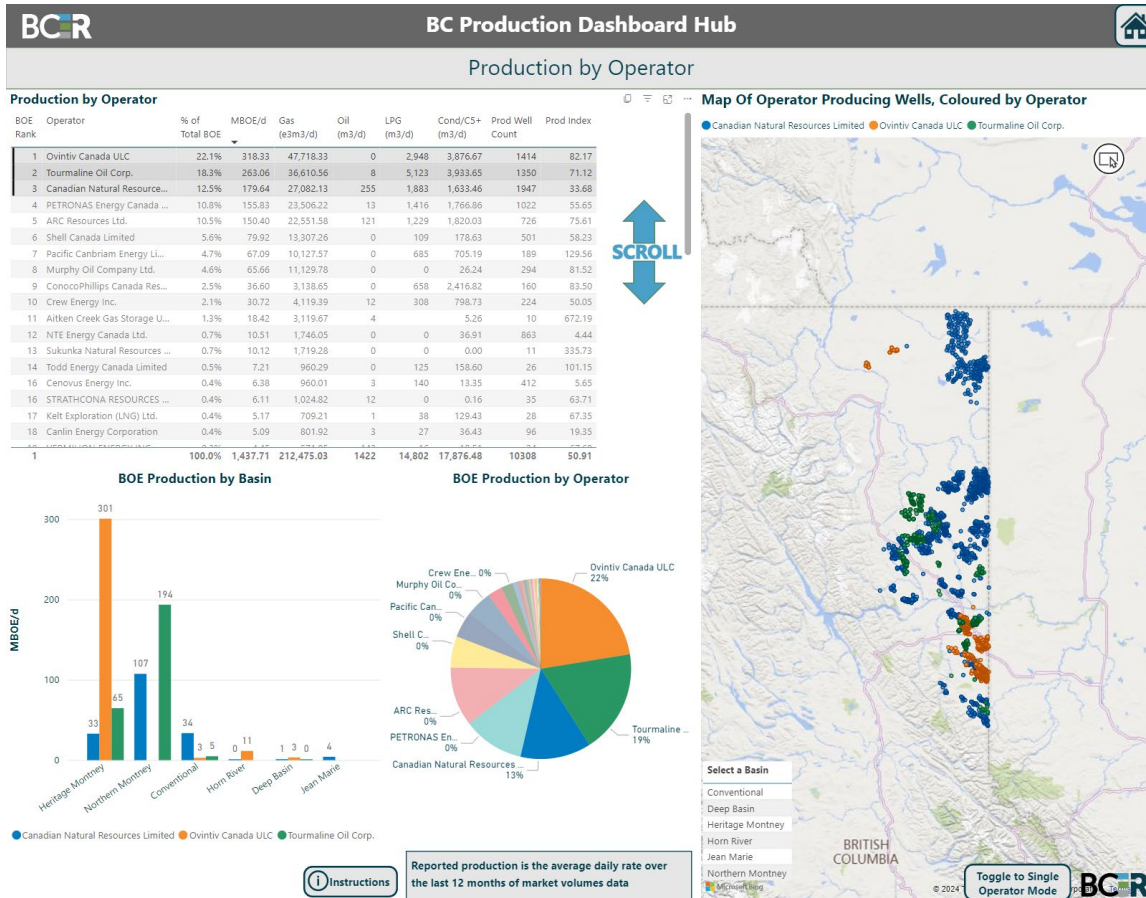 BCER
BC Production Dashboard Hub
Production by Operator
Production by Operator
BOE Rank Operator % of Total BOE MBOE/d Gas (e3m3/d) Oil (m3/d) LPG (m3/d) Cond/C5+ (m3/d) Prod Well Count Prod Index
1 Ovintiv Canada ULC 22.1% 318.33 47,718.33 0 2,948 3,876.67 1414 82.17
2 Tourmaline Oil Corp. 18.3% 263.06 36,610.56 8 5,123 3,933.65 1350 71.12
3 Canadian Natural Resource... 12.5% 179.64 27,082.13 255 1,883 1,633.46 1947 33.68
4 PETRONAS Energy Canada ... 10.8% 155.83 23,506.22 13 1,416 1,766.86 1022 55.65
5 ARC Resources Ltd. 10.5% 150.40 22,551.58 121 1,229 1,820.03 726 75.61
6 Shell Canada Limited 5.6% 79.92 13,307.26 0 109 178.63 501 58.23
7 Pacific Canbriam Energy Li... 4.7% 67.09 10,127.57 0 685 705.19 189 129.56
8 Murphy Oil Company Ltd. 4.6% 65.66 11,129.78 0 0 26.24 294 81.52
9 ConocoPhillips Canada Res... 2.5% 36.60 3,138.65 0 658 2,416.82 160 83.50
10 Crew Energy Inc. 2.1% 30.72 4,119.39 12 308 798.73 224 50.05
11 Aitken Creek Gas Storage U... 1.3% 18.42 3,119.67 4 5.26 10 672.19
12 NTE Energy Canada Ltd. 0.7% 10.51 1,746.05 0 0 36.91 863 4.44
13 Sukunka Natural Resources ... 0.7% 10.12 1,719.28 0 0 0.00 11 335.73
14 Todd Energy Canada Limited 0.5% 7.21 960.29 0 125 158.60 26 101.15
16 Cenovus Energy Inc. 0.4% 6.38 960.01 3 140 13.35 412 5.65
16 STRATHCONA RESOURCES ... 0.4% 6.11 1,024.82 12 0 0.16 35 63.71
17 Kelt Exploration (LNG) Ltd. 0.4% 5.17 709.21 1 38 129.43 28 67.35
18 Canlin Energy Corporation 0.4% 5.09 801.92 3 27 36.43 96 19.35
1 100.0% 1,437.71 212,475.03 1422 14,802 17,876.48 10308 50.91
SCROLL
Map Of Operator Producing Wells, Coloured by Operator
Canadian Natural Resources Limited Ovintiv Canada ULC Tourmaline Oil Corp.
BOE Production by Basin
MBOE/d
300
200
100
0
33 301 65
107 194
34 3 5
0 11
1 3 0
4
Heritage Montney
Northern Montney
Conventional
Horn River
Deep Basin
Jean Marie
Canadian Natural Resources Limited Ovintiv Canada ULC Tourmaline Oil Corp.
BOE Production by Operator
Ovintiv Canada ULC
22%
Tourmaline ...
19%
Canadian Natural Resources ...
13%
PETRONAS En...
0%
ARC Res...
0%
Shell C...
0%
Pacific Can...
0%
Murphy Oil Co...
0%
Crew Ene... 0%
Instructions
Reported production is the average daily rate over
the last 12 months of market volumes data
Select a Basin
Conventional
Deep Basin
Heritage Montney
Horn River
Jean Marie
Northern Montney
BRITISH
COLUMBIA
Microsoft Bing
© 2024
Toggle to Single
Operator Mode
BCER